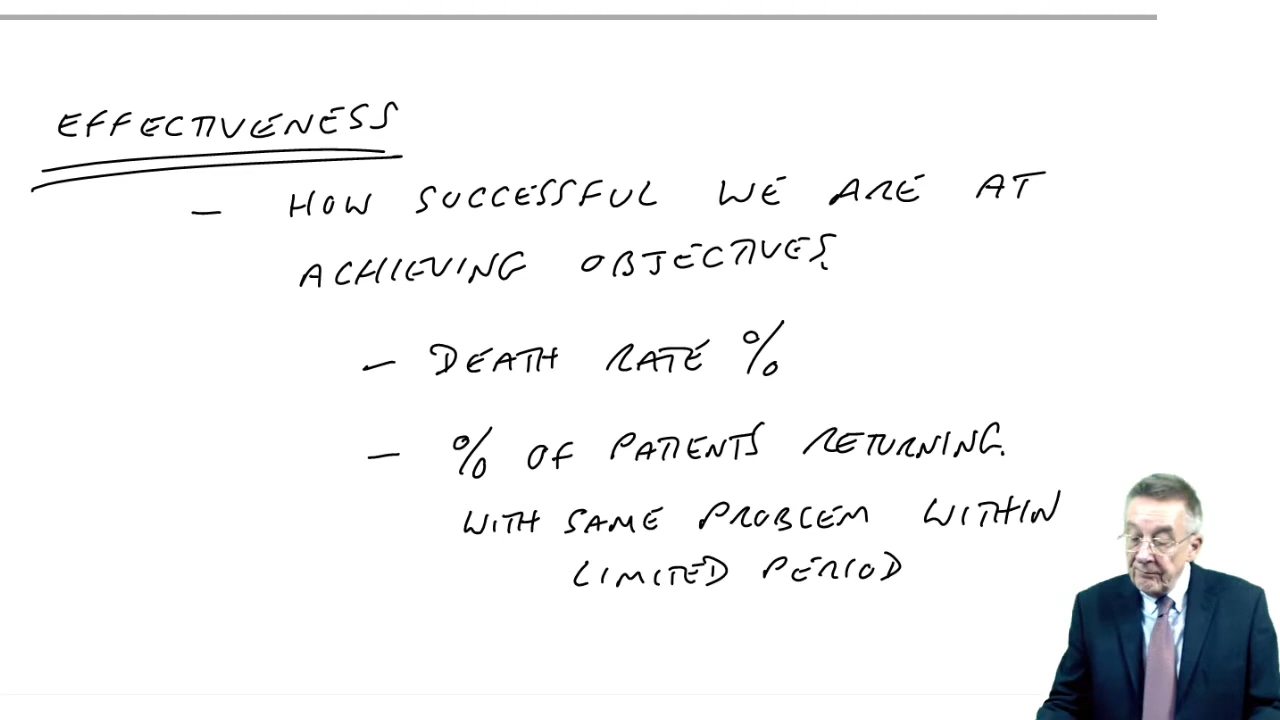 EFFECTIVENESS
- HOW SUCCESSFUL WE ARE AT
ACHIEVING OBJECTIVES
- DEATH RATE %
- % OF PATIENTS RETURNING.
WITH SAME PROBLEM WITHIN
LIMITED PERIOD